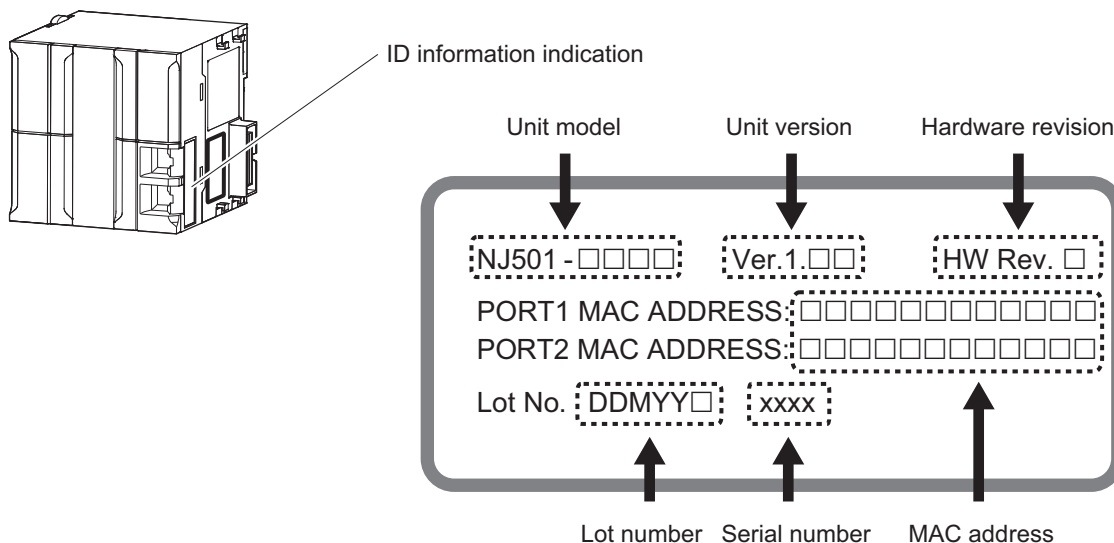 ID information indication
Unit model Unit version Hardware revision
NJ501 - □□□□ Ver.1.□□ HW Rev. □
PORT1 MAC ADDRESS: □□□□□□□□□□□□
PORT2 MAC ADDRESS: □□□□□□□□□□□□
Lot No. DDMYY□ xxxx
Lot number Serial number MAC address